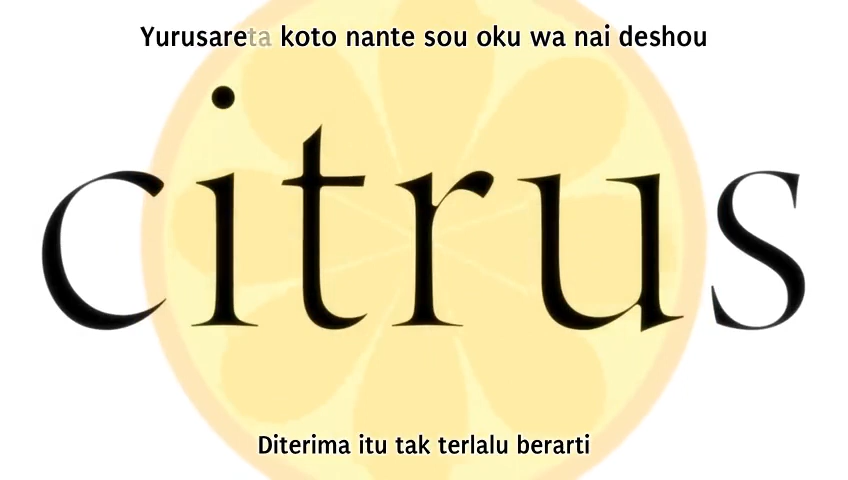 Yurusareta koto nante sou oku wa nai deshou
citrus
Diterima itu tak terlalu berarti